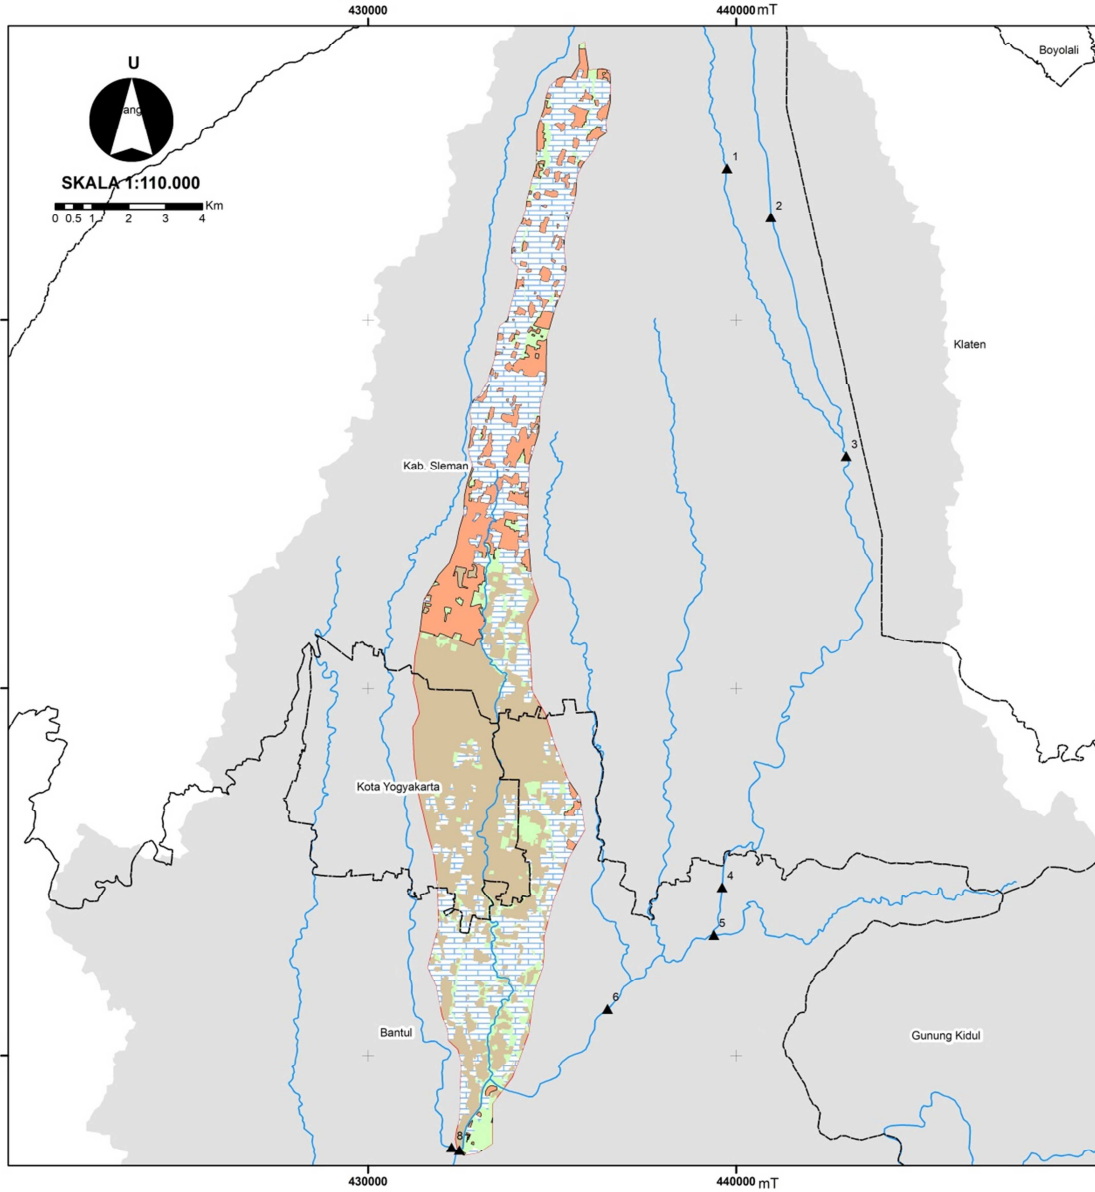 430000
440000 mT
Boyolali
U
rang
SKALA 1:110.000
Km
0 0.5 1 2 3 4
1
2
Klaten
3
Kab. Sleman
Kota Yogyakarta
4
5
6
Bantul
Gunung Kidul
8
430000
440000 mT